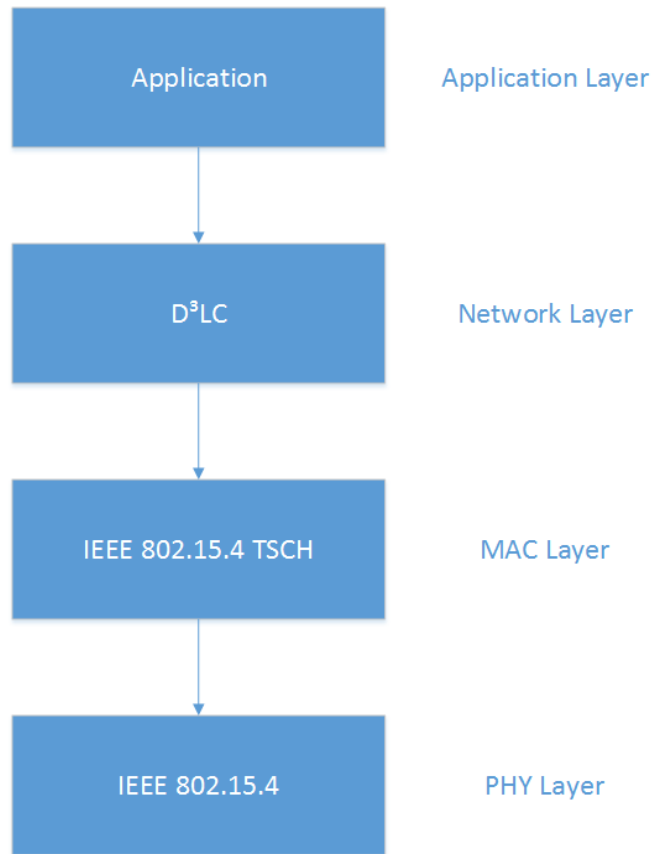 Application
Application Layer
D³LC
Network Layer
IEEE 802.15.4 TSCH
MAC Layer
IEEE 802.15.4
PHY Layer